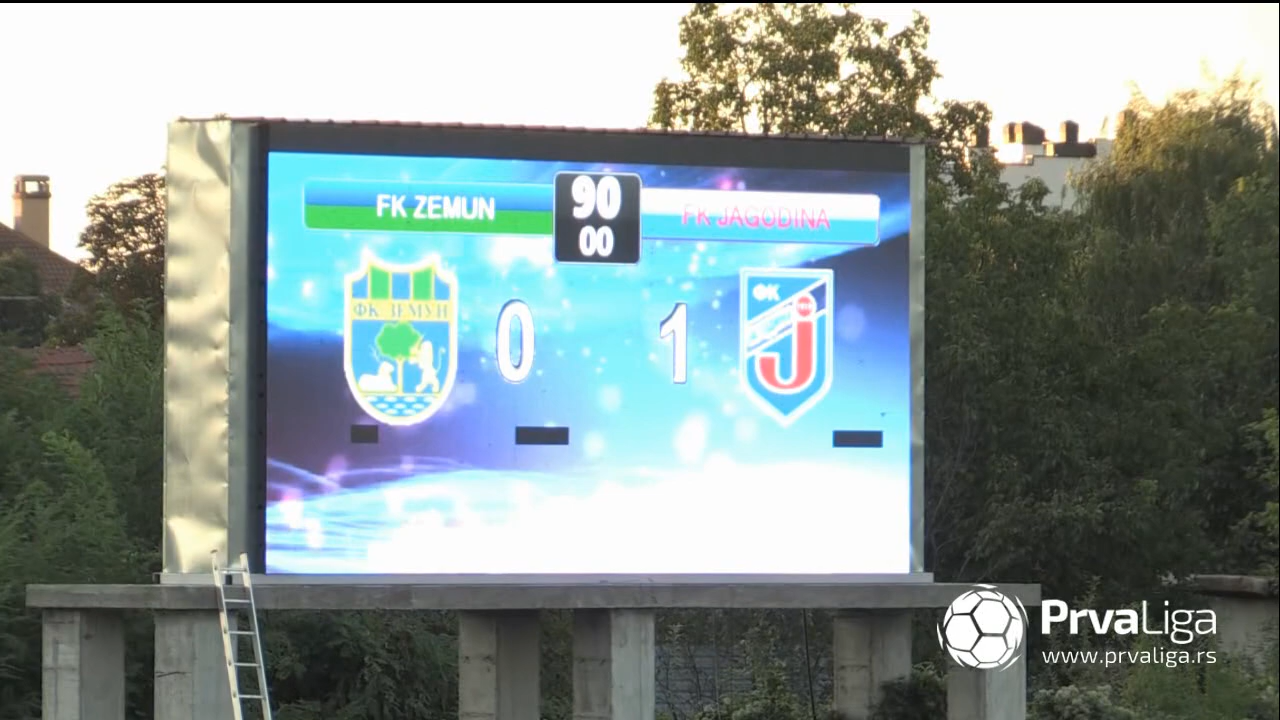 FK ZEMUN
90
00
FK JAGODINA
ФК ЗЕМУН
0
1
ФК
J
PrvaLiga
www.prvaliga.rs